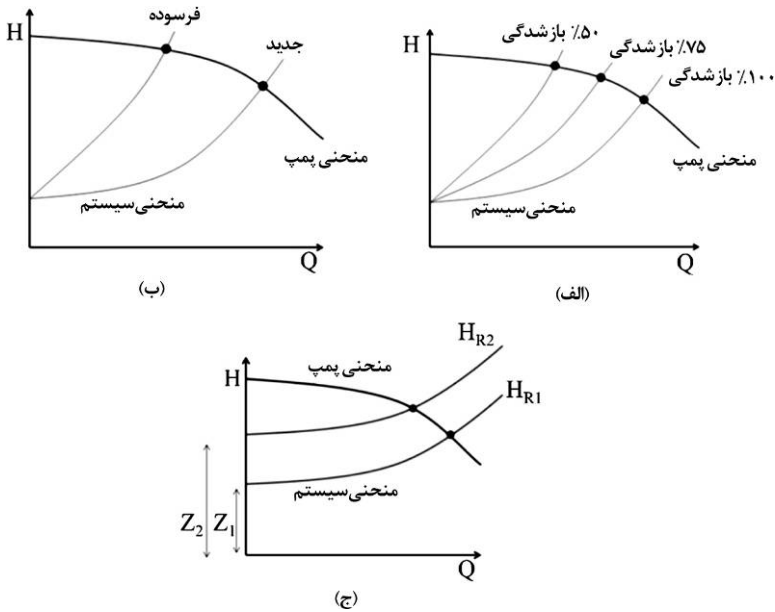 H
٪۵۰ بازشدگی
٪۷۵ بازشدگی
٪۱۰۰ بازشدگی
منحنی پمپ
منحنی سیستم
Q
(الف)
H
فرسوده
جدید
منحنی پمپ
منحنی سیستم
Q
(ب)
H
منحنی پمپ
H_R2
H_R1
منحنی سیستم
Z_2 Z_1
Q
(ج)